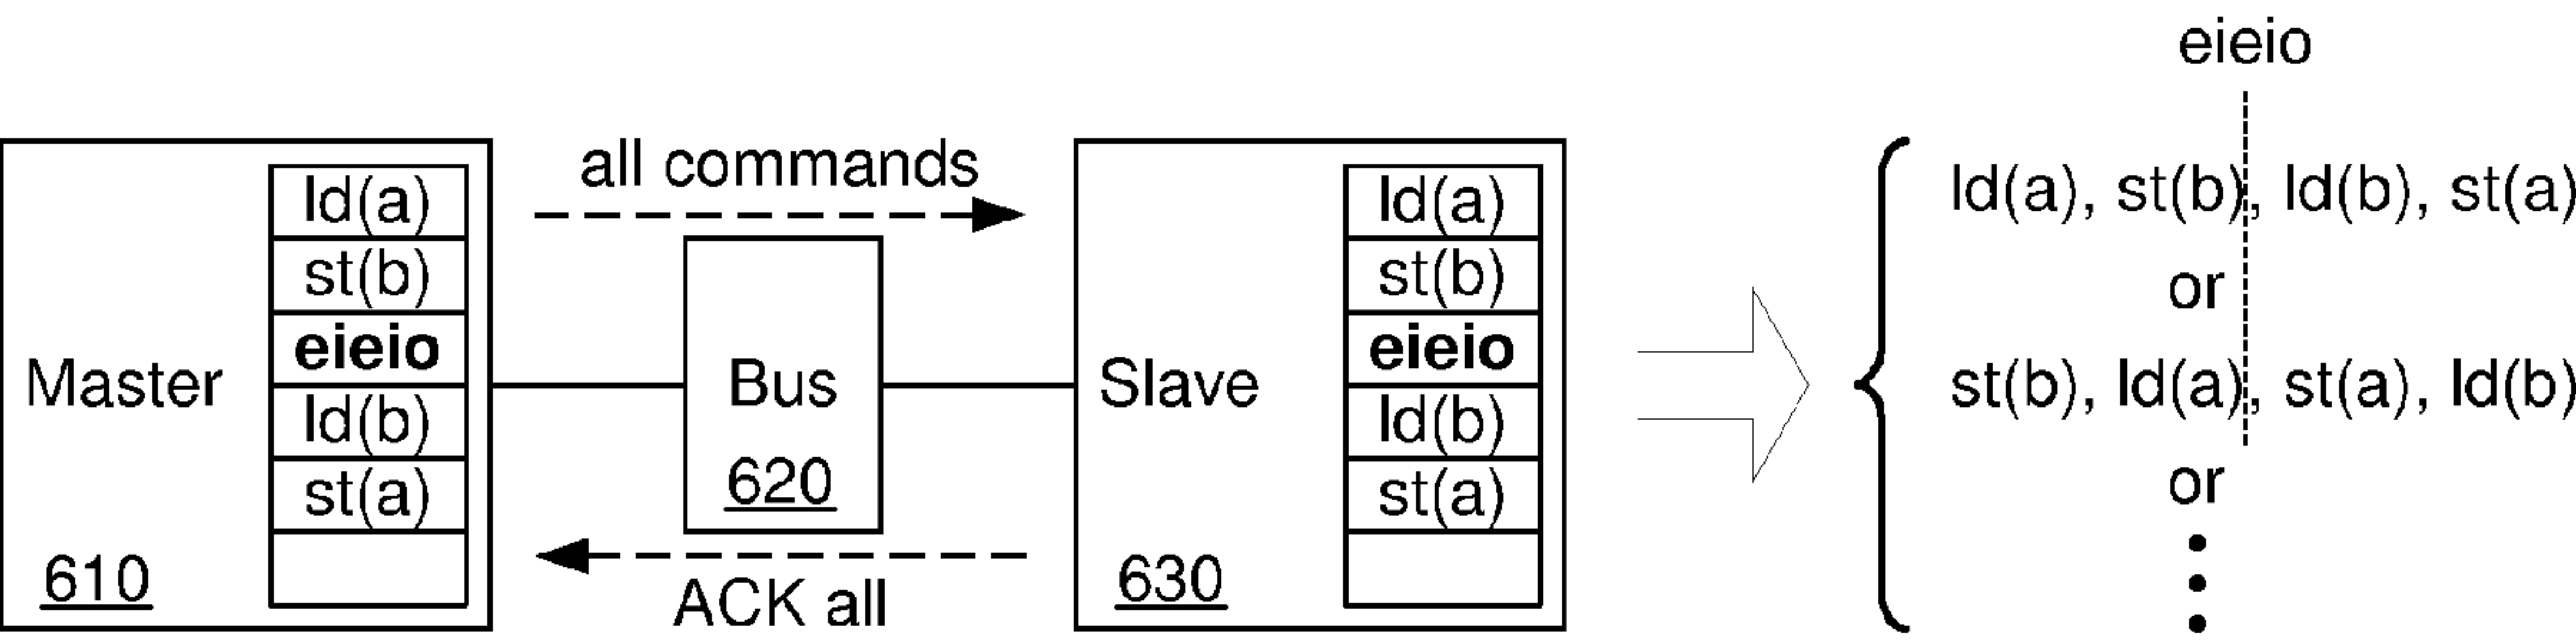 eieio
all commands
Master
ld(a)
st(b)
eieio
ld(b)
st(a)
610
Bus
620
ACK all
Slave
ld(a)
st(b)
eieio
ld(b)
st(a)
630
ld(a), st(b), ld(b), st(a)
or
st(b), ld(a), st(a), ld(b)
or